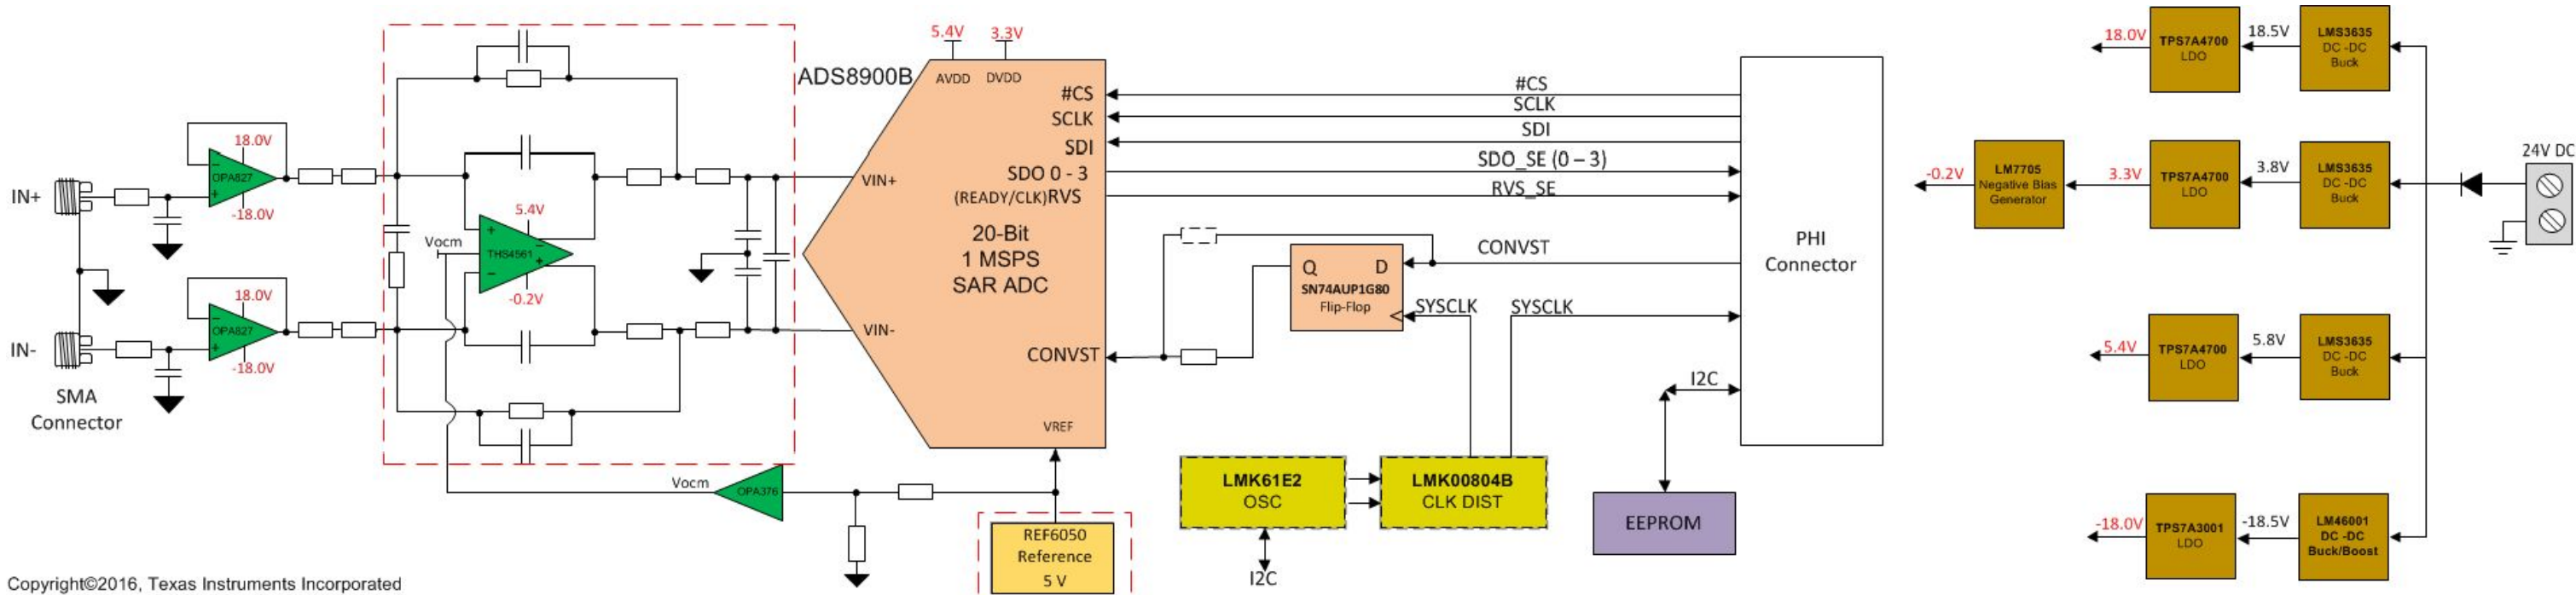 IN+
IN-
SMA
Connector
18.0V
OPA827
-18.0V
18.0V
OPA827
-18.0V
Vocm
5.4V
THS4561
-0.2V
+
−
−
+
Vocm
OPA376
ADS8900B
5.4V
3.3V
AVDD
DVDD
#CS
SCLK
SDI
SDO 0 - 3
(READY/CLK)RVS
VIN+
20-Bit
1 MSPS
SAR ADC
VIN-
CONVST
VREF
REF6050
Reference
5 V
#CS
SCLK
SDI
SDO_SE (0 – 3)
RVS_SE
CONVST
Q
D
SN74AUP1G80
Flip-Flop
SYSCLK
SYSCLK
I2C
LMK61E2
OSC
LMK00804B
CLK DIST
I2C
EEPROM
PHI
Connector
18.0V
TPS7A4700
LDO
18.5V
LMS3635
DC -DC
Buck
-0.2V
LM7705
Negative Bias
Generator
3.3V
TPS7A4700
LDO
3.8V
LMS3635
DC -DC
Buck
24V DC
5.4V
TPS7A4700
LDO
5.8V
LMS3635
DC -DC
Buck
-18.0V
TPS7A3001
LDO
-18.5V
LM46001
DC -DC
Buck/Boost
Copyright©2016, Texas Instruments Incorporated